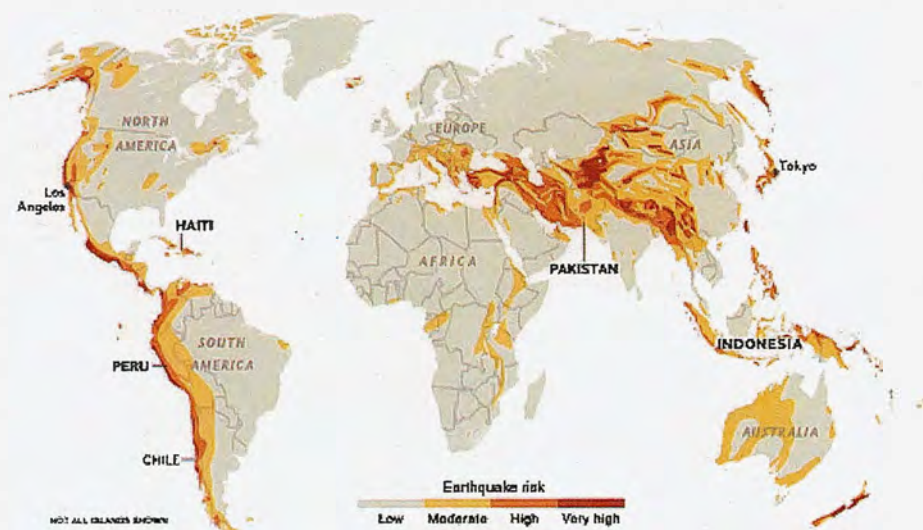 NORTH
AMERICA
EUROPE
ASIA
Tokyo
Los
Angeles
HAITI
AFRICA
PAKISTAN
SOUTH
AMERICA
PERU
INDONESIA
AUSTRALIA
CHILE
Earthquake risk
Low Moderate High Very high
NOT ALL ISLANDS SHOWN